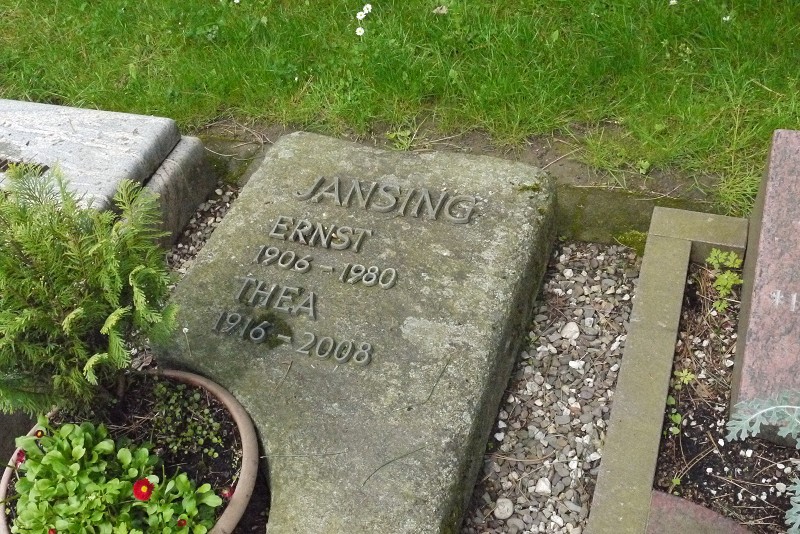 JANSING
ERNST
1906 – 1980
THEA
1916 – 2008